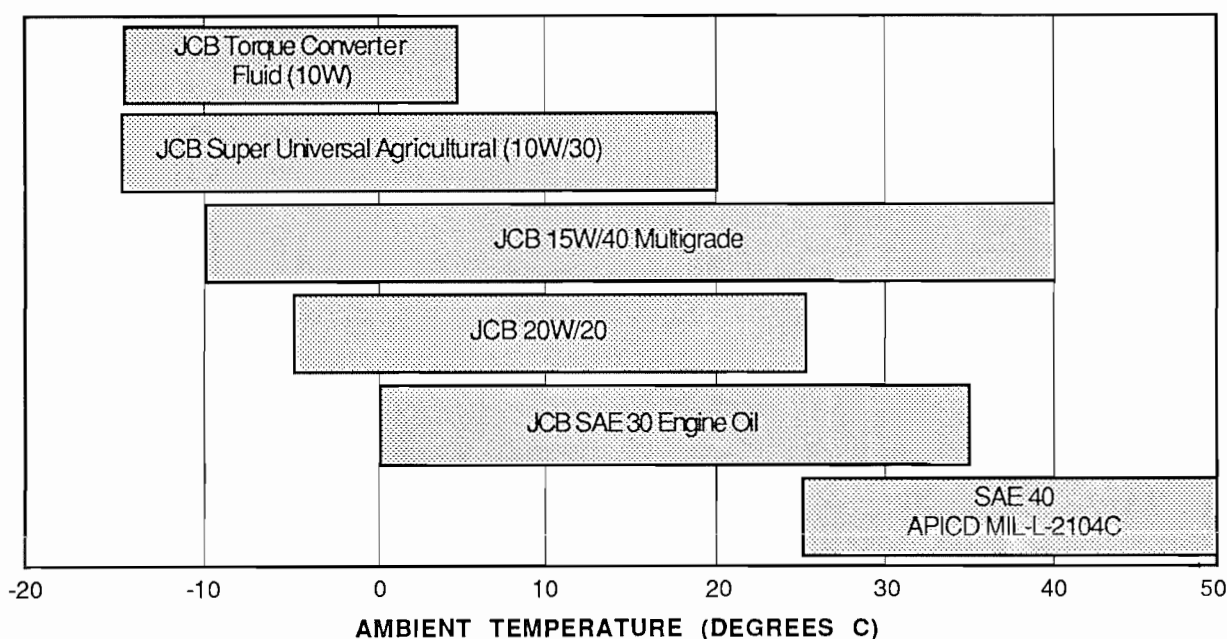 JCB Torque Converter
Fluid (10W)
JCB Super Universal Agricultural (10W/30)
JCB 15W/40 Multigrade
JCB 20W/20
JCB SAE 30 Engine Oil
SAE 40
APICD MIL-L-2104C
-20 -10 0 10 20 30 40 50
AMBIENT TEMPERATURE (DEGREES C)